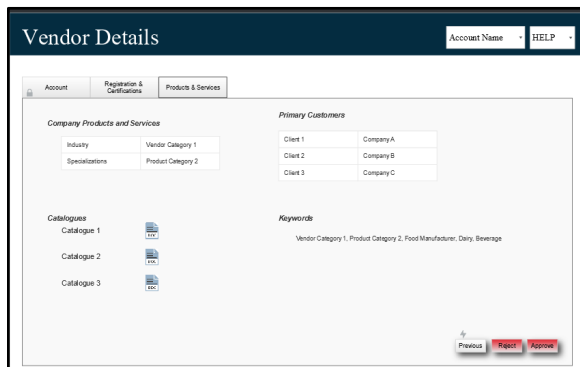 Vendor Details
Account Name
HELP
Account
Registration &
Certifications
Products & Services
Company Products and Services
Industry Vendor Category 1
Specializations Product Category 2
Primary Customers
Client 1 Company A
Client 2 Company B
Client 3 Company C
Catalogues
Catalogue 1
Catalogue 2
Catalogue 3
Keywords
Vendor Category 1, Product Category 2, Food Manufacturer, Dairy, Beverage
Previous Reject Approve